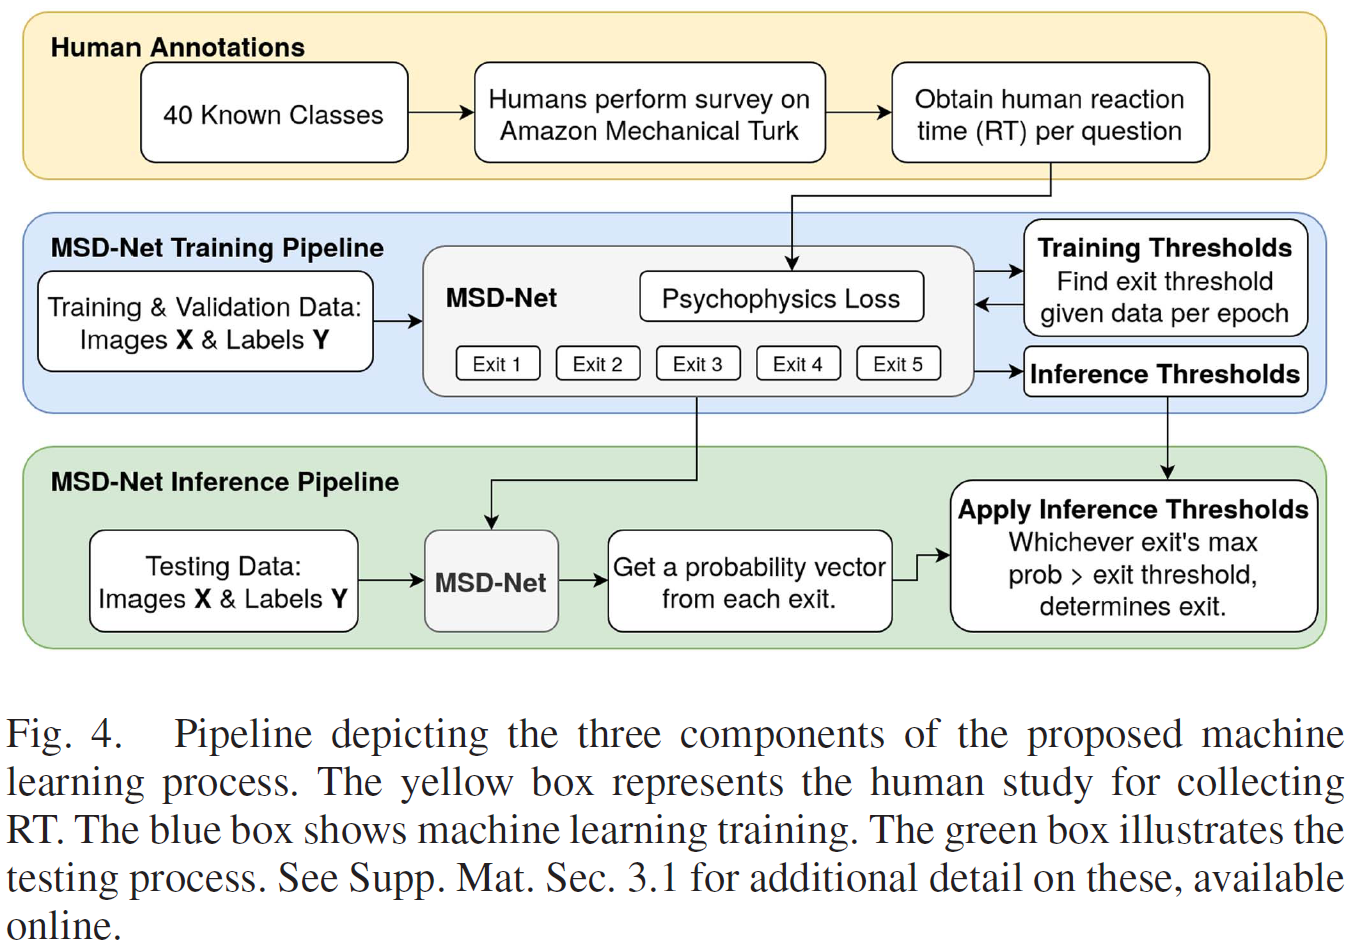 Human Annotations
40 Known Classes
Humans perform survey on
Amazon Mechanical Turk
Obtain human reaction
time (RT) per question
MSD-Net Training Pipeline
Training & Validation Data:
Images X & Labels Y
MSD-Net
Psychophysics Loss
Exit 1
Exit 2
Exit 3
Exit 4
Exit 5
Training Thresholds
Find exit threshold
given data per epoch
Inference Thresholds
MSD-Net Inference Pipeline
Testing Data:
Images X & Labels Y
MSD-Net
Get a probability vector
from each exit.
Apply Inference Thresholds
Whichever exit's max
prob > exit threshold,
determines exit.
Fig. 4. Pipeline depicting the three components of the proposed machine
learning process. The yellow box represents the human study for collecting
RT. The blue box shows machine learning training. The green box illustrates the
testing process. See Supp. Mat. Sec. 3.1 for additional detail on these, available
online.